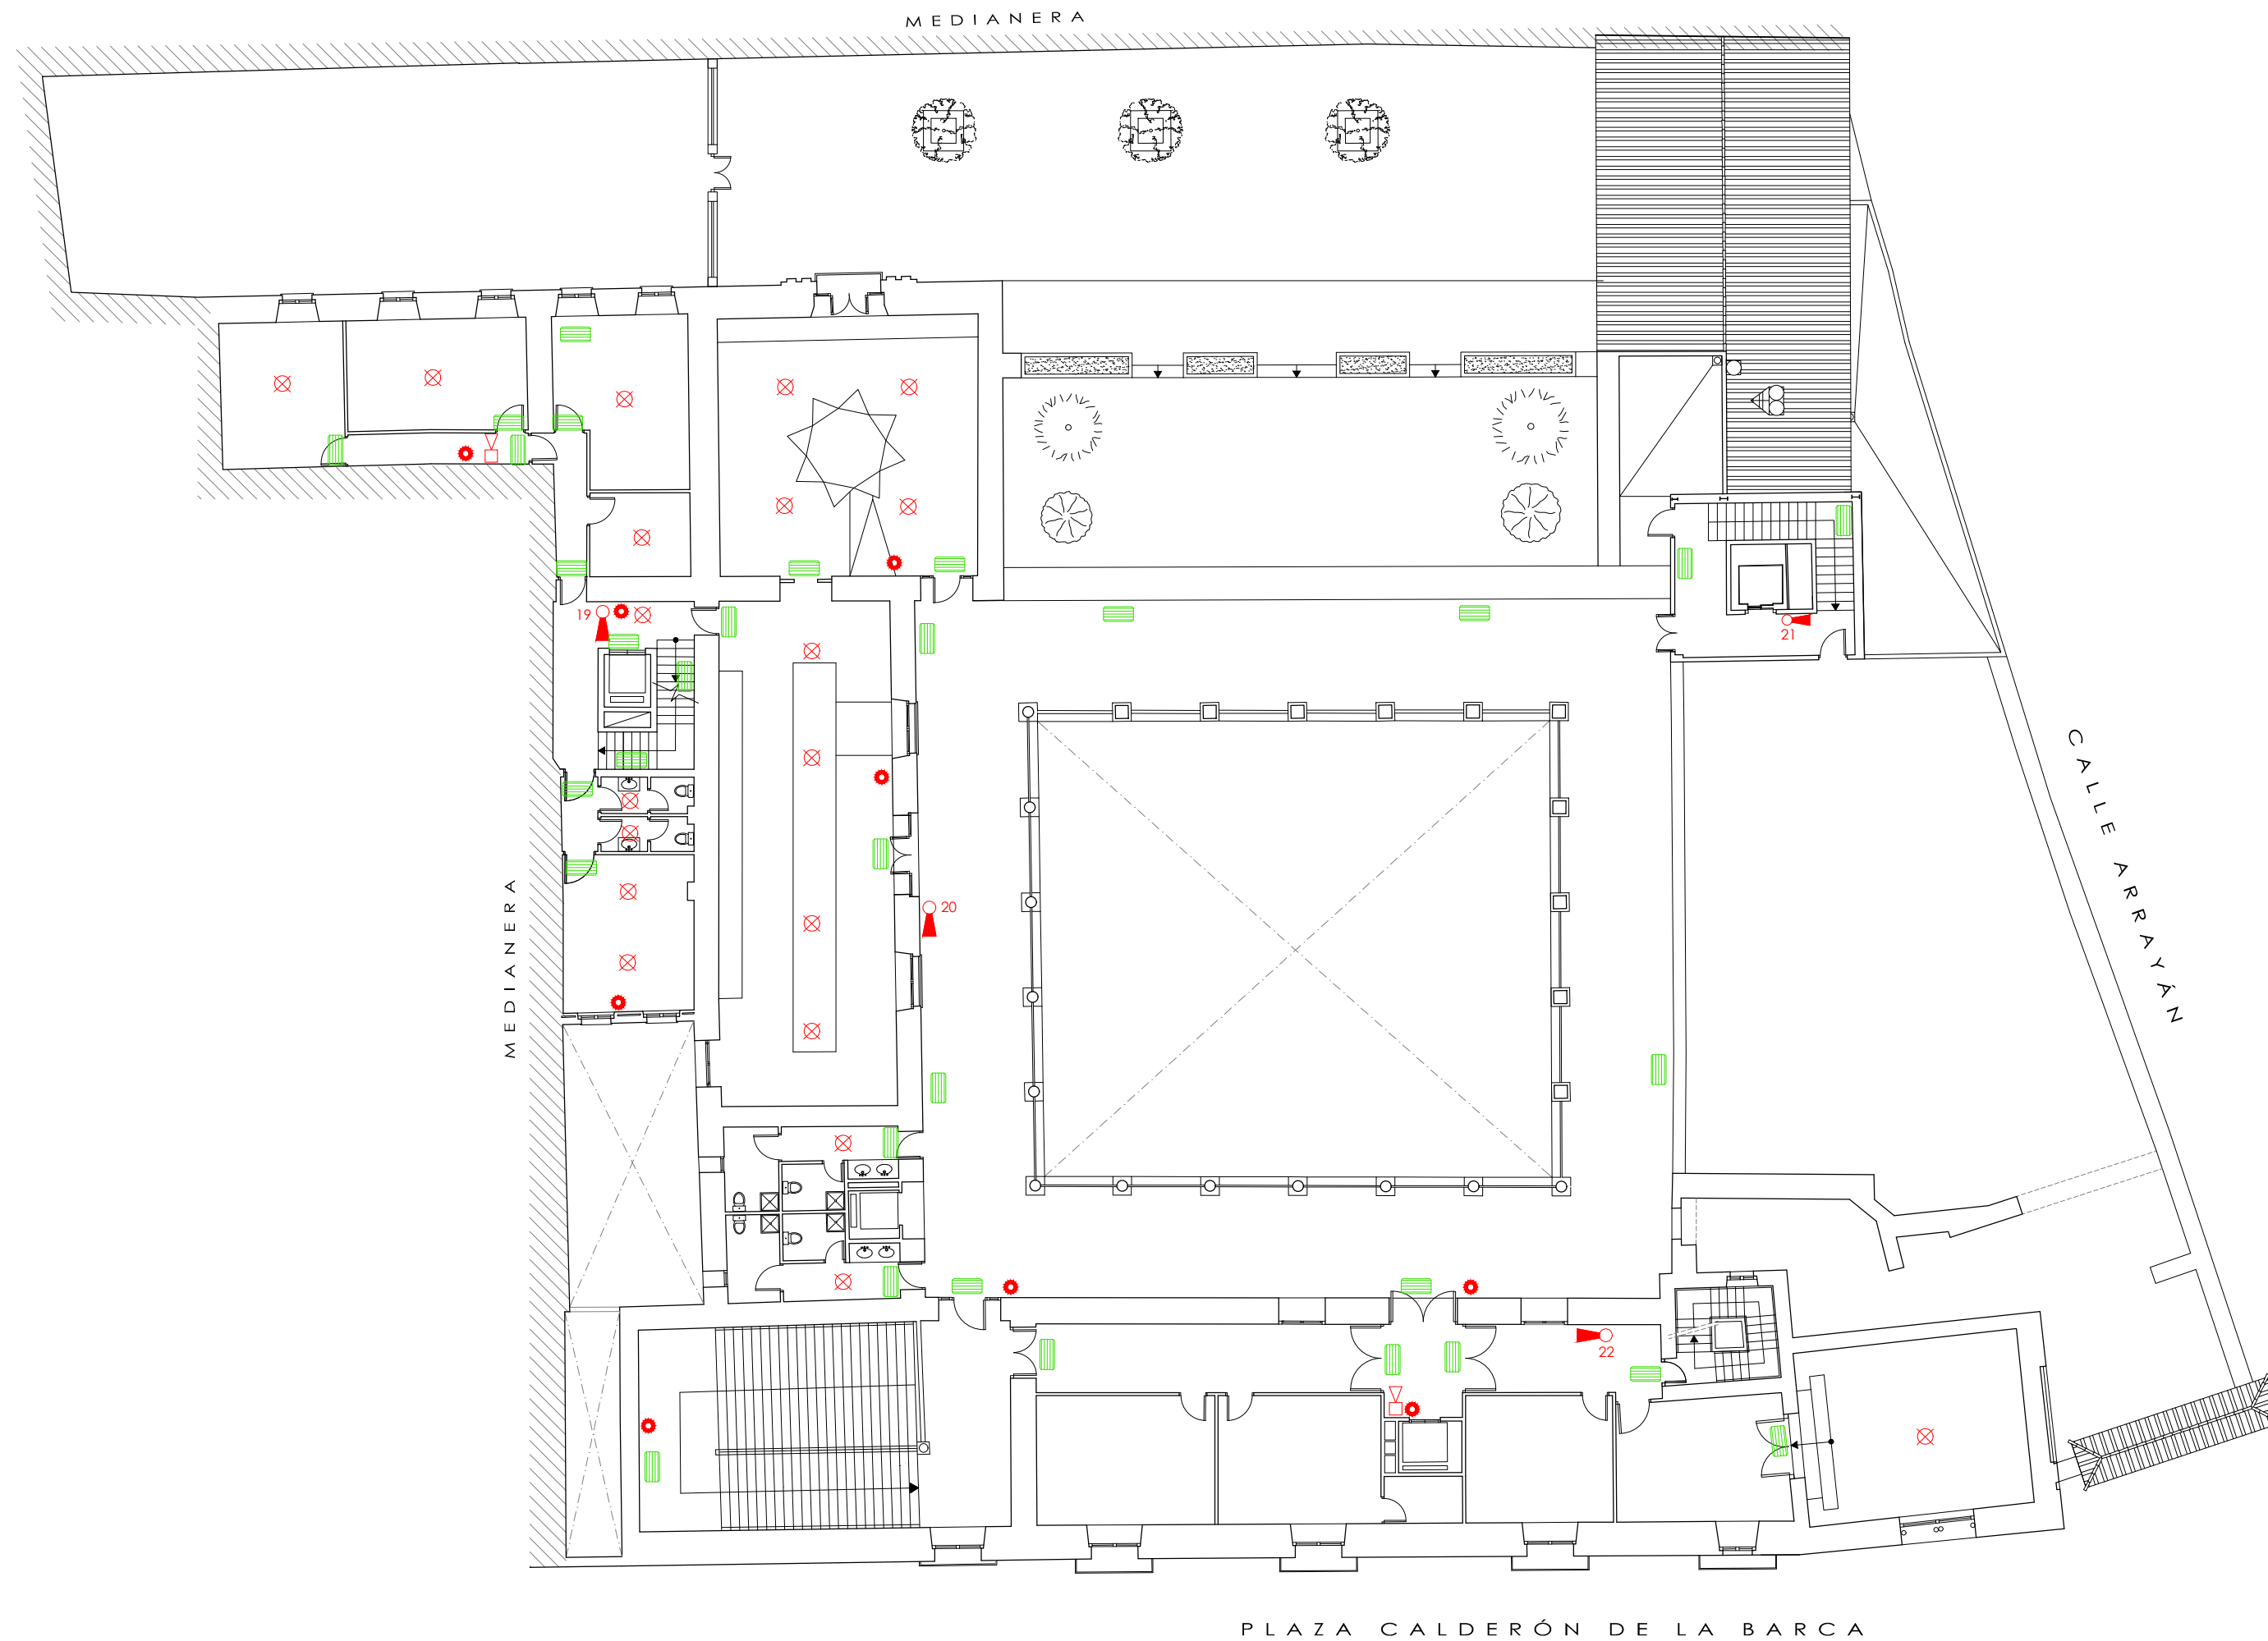 MEDIANERA
19
21
CALLE ARRAYÁN
MEDIANERA
20
22
PLAZA CALDERÓN DE LA BARCA